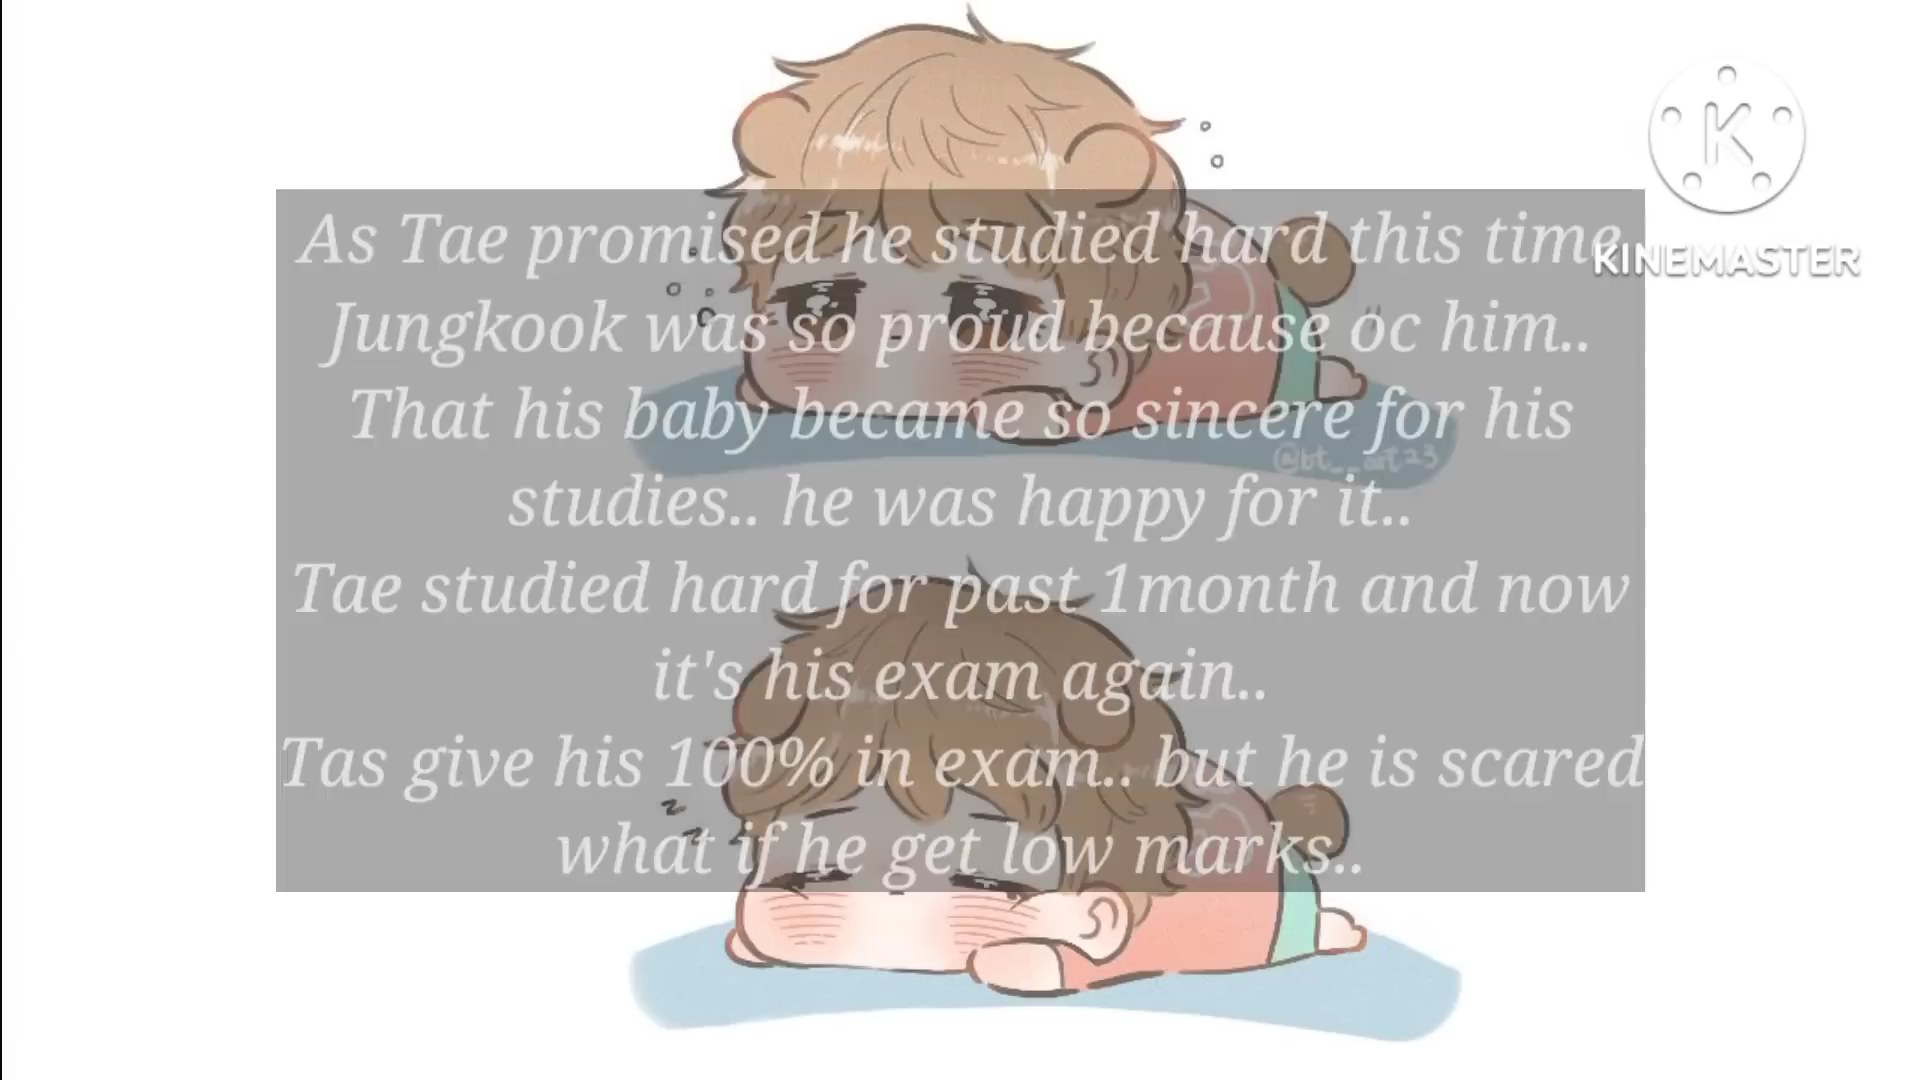 As Tae promised he studied hard this time
Jungkook was so proud because oc him..
That his baby became so sincere for his
studies.. he was happy for it..
Tae studied hard for past 1month and now
it's his exam again..
Tas give his 100% in exam.. but he is scared
what if he get low marks..
K
KINEMASTER
@bt__art23
z
z